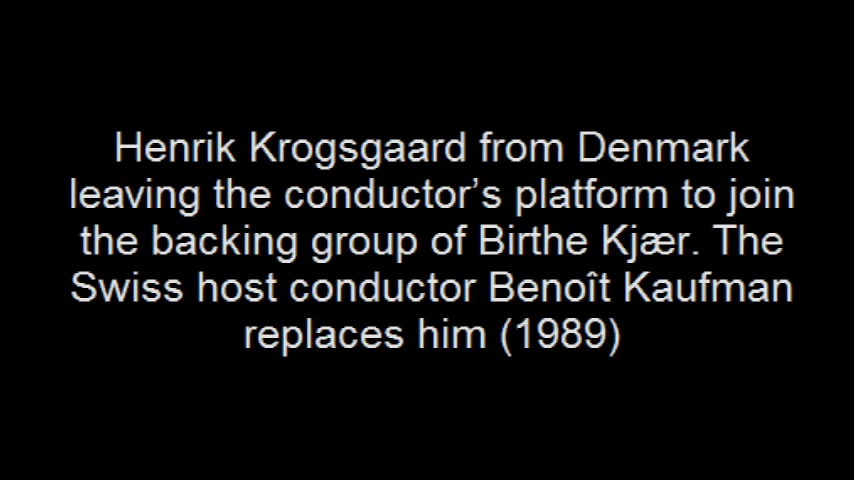 Henrik Krogsgaard from Denmark
leaving the conductor’s platform to join
the backing group of Birthe Kjær. The
Swiss host conductor Benoît Kaufman
replaces him (1989)